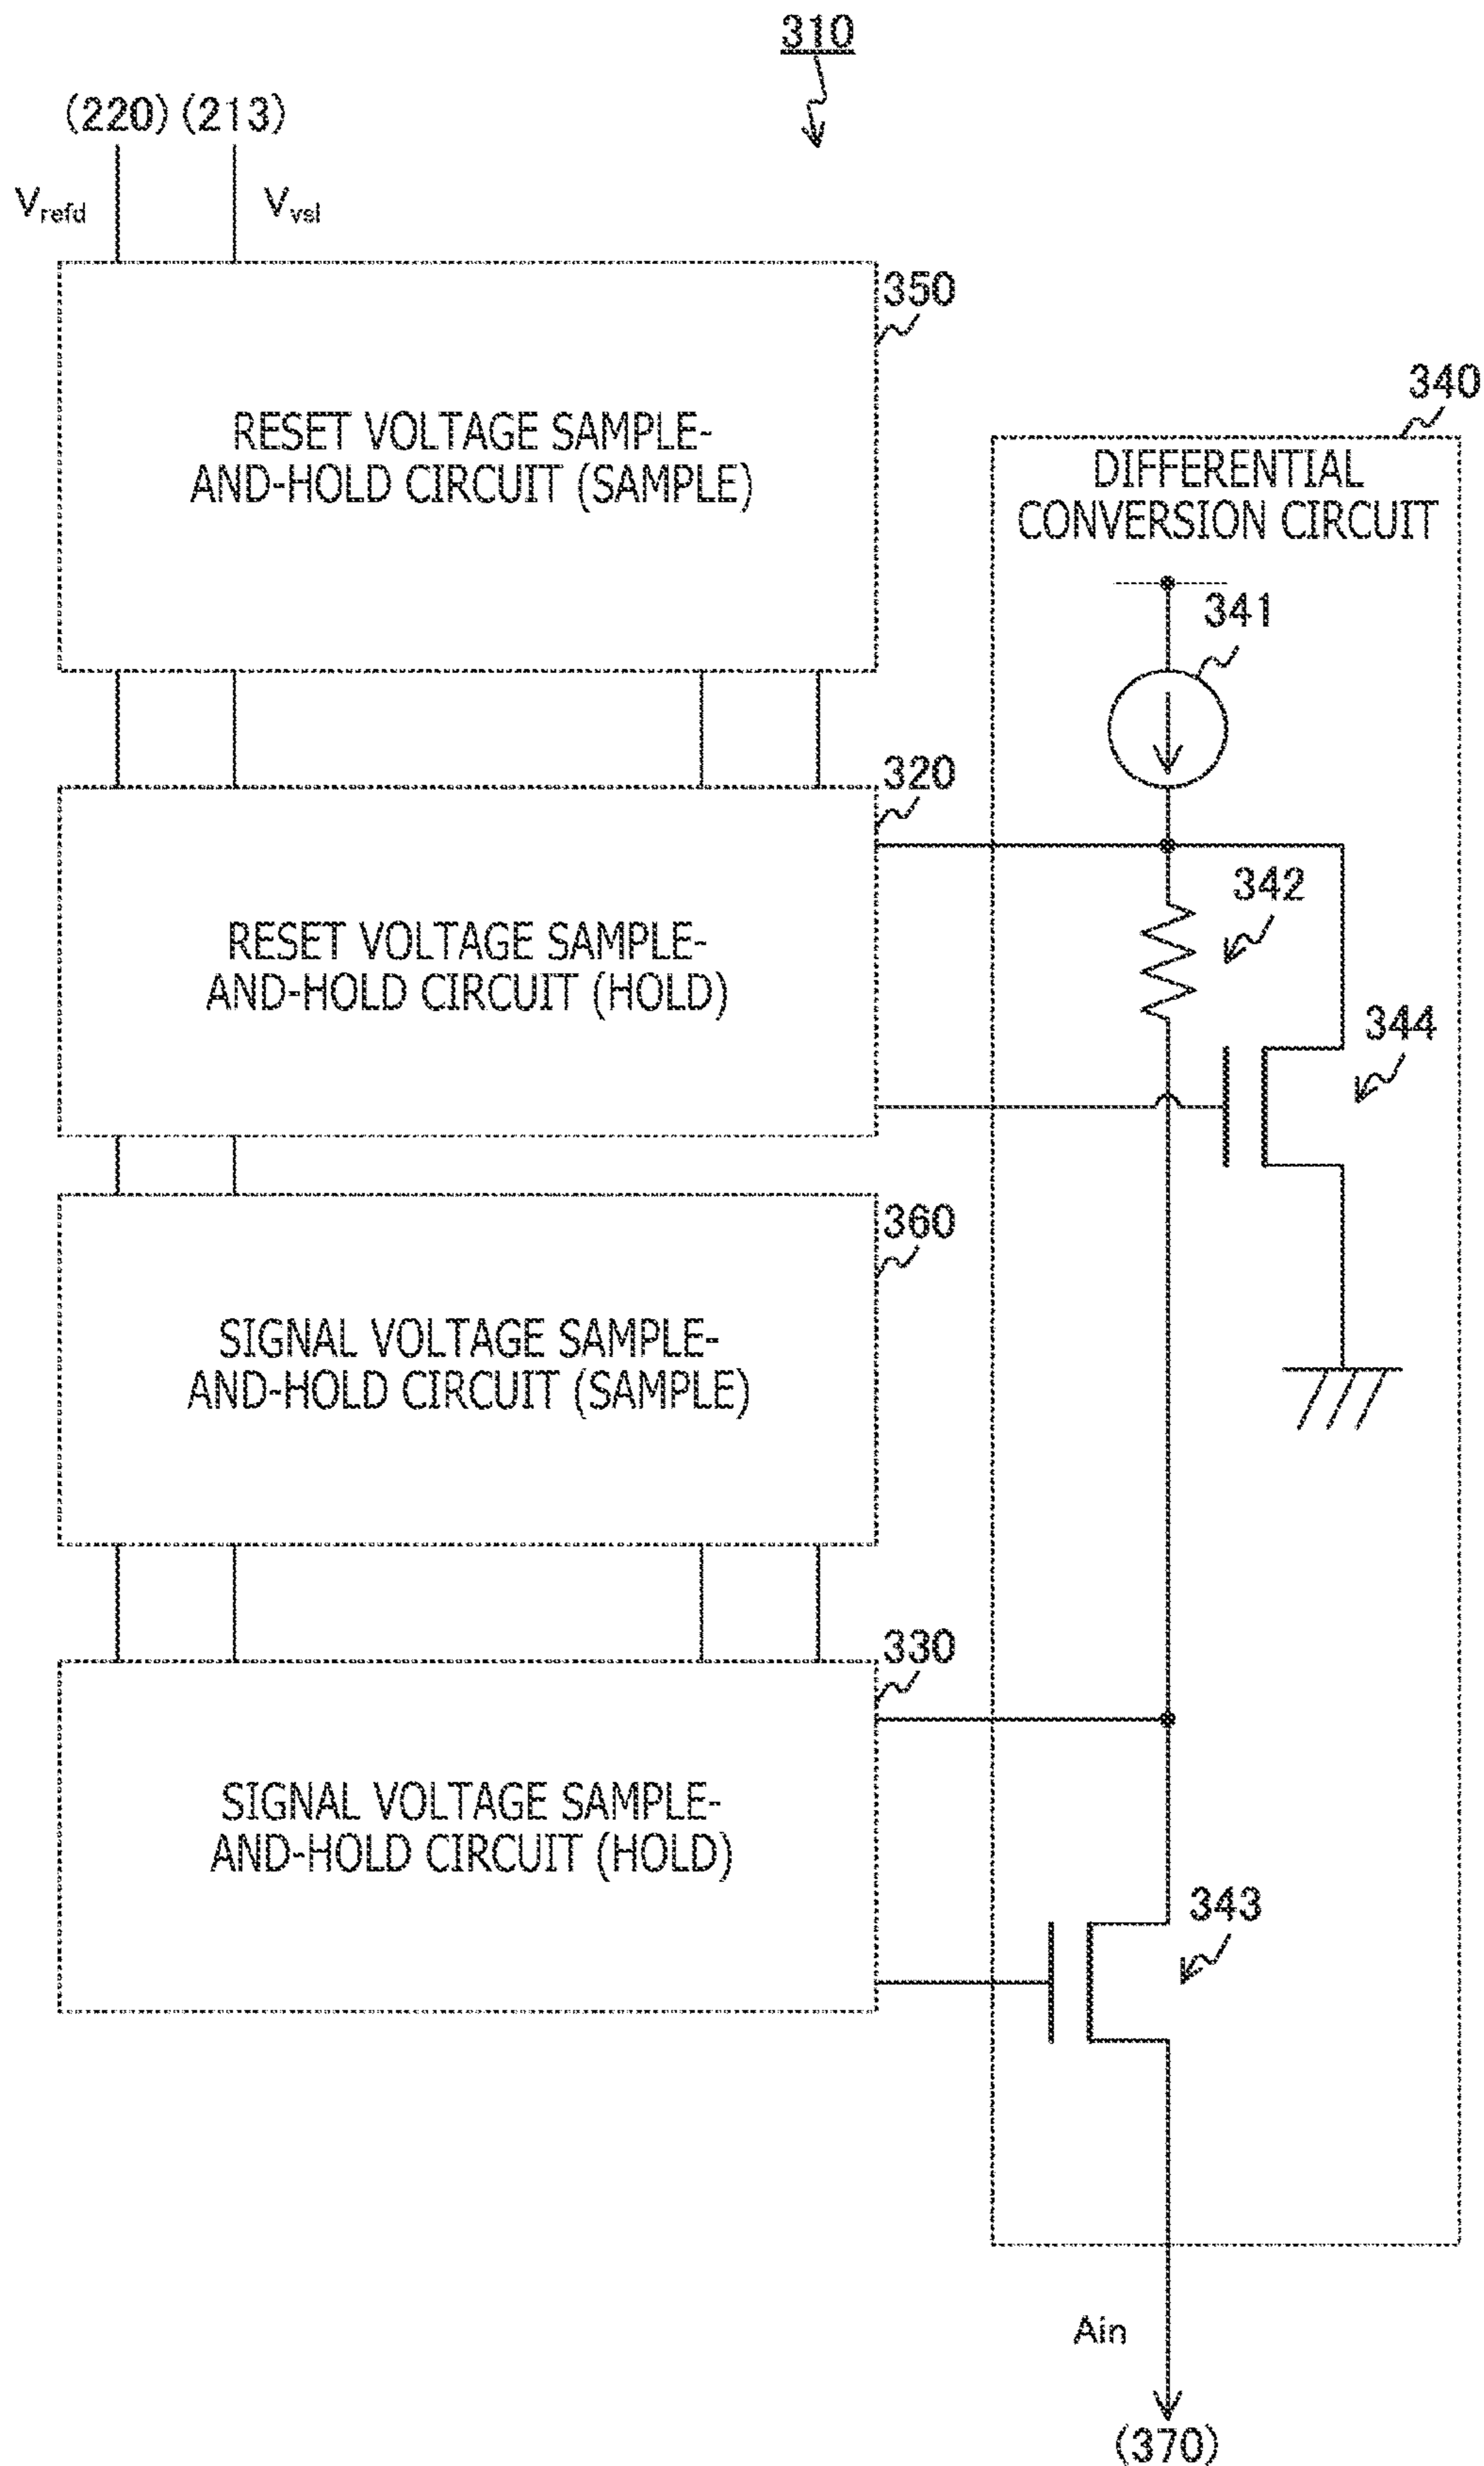 310
(220) (213)
Vrefd
Vvsl
350
RESET VOLTAGE SAMPLE-
AND-HOLD CIRCUIT (SAMPLE)
340
DIFFERENTIAL
CONVERSION CIRCUIT
341
320
RESET VOLTAGE SAMPLE-
AND-HOLD CIRCUIT (HOLD)
342
344
360
SIGNAL VOLTAGE SAMPLE-
AND-HOLD CIRCUIT (SAMPLE)
330
SIGNAL VOLTAGE SAMPLE-
AND-HOLD CIRCUIT (HOLD)
343
Ain
(370)